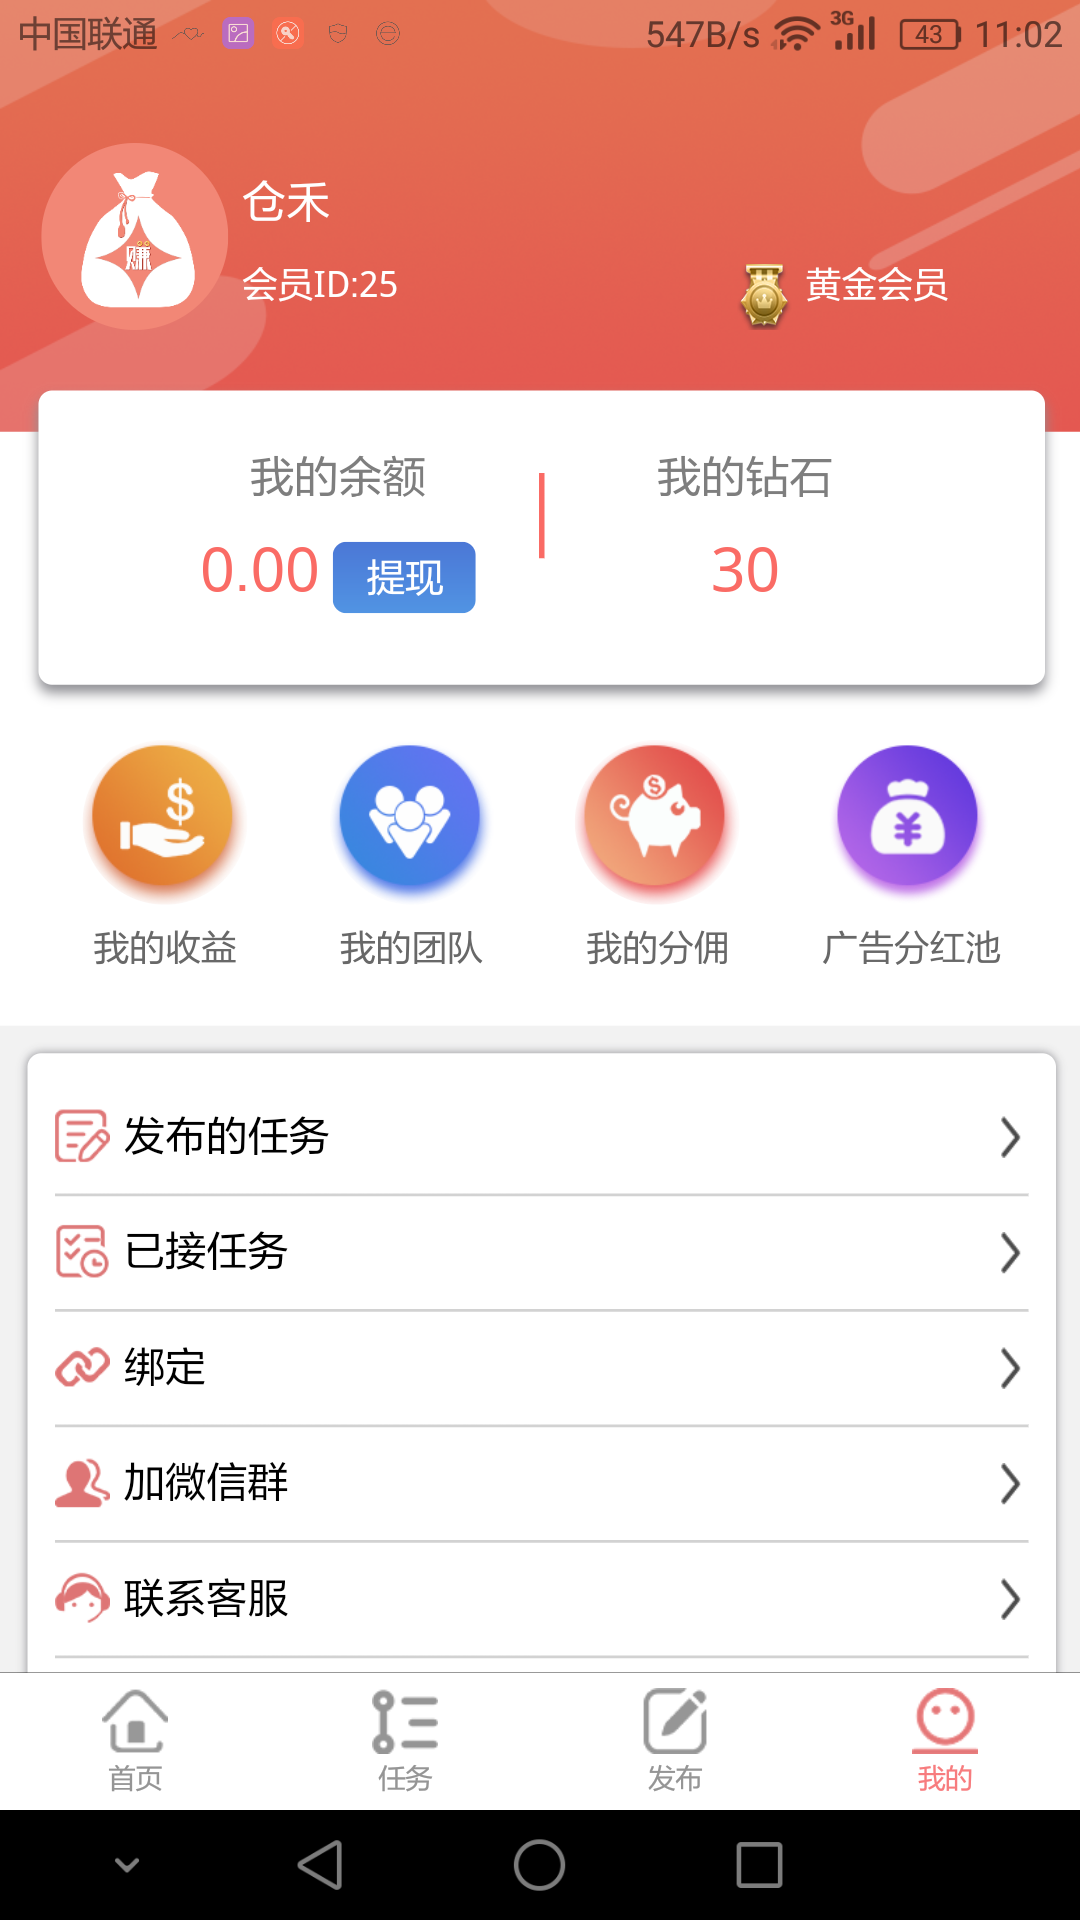 中国联通 547B/s 3G 43 11:02
赚
仓禾
会员ID:25 黄金会员
我的余额 我的钻石
0.00 提现 30
我的收益 我的团队 我的分佣 广告分红池
发布的任务
已接任务
绑定
加微信群
联系客服
首页 任务 发布 我的